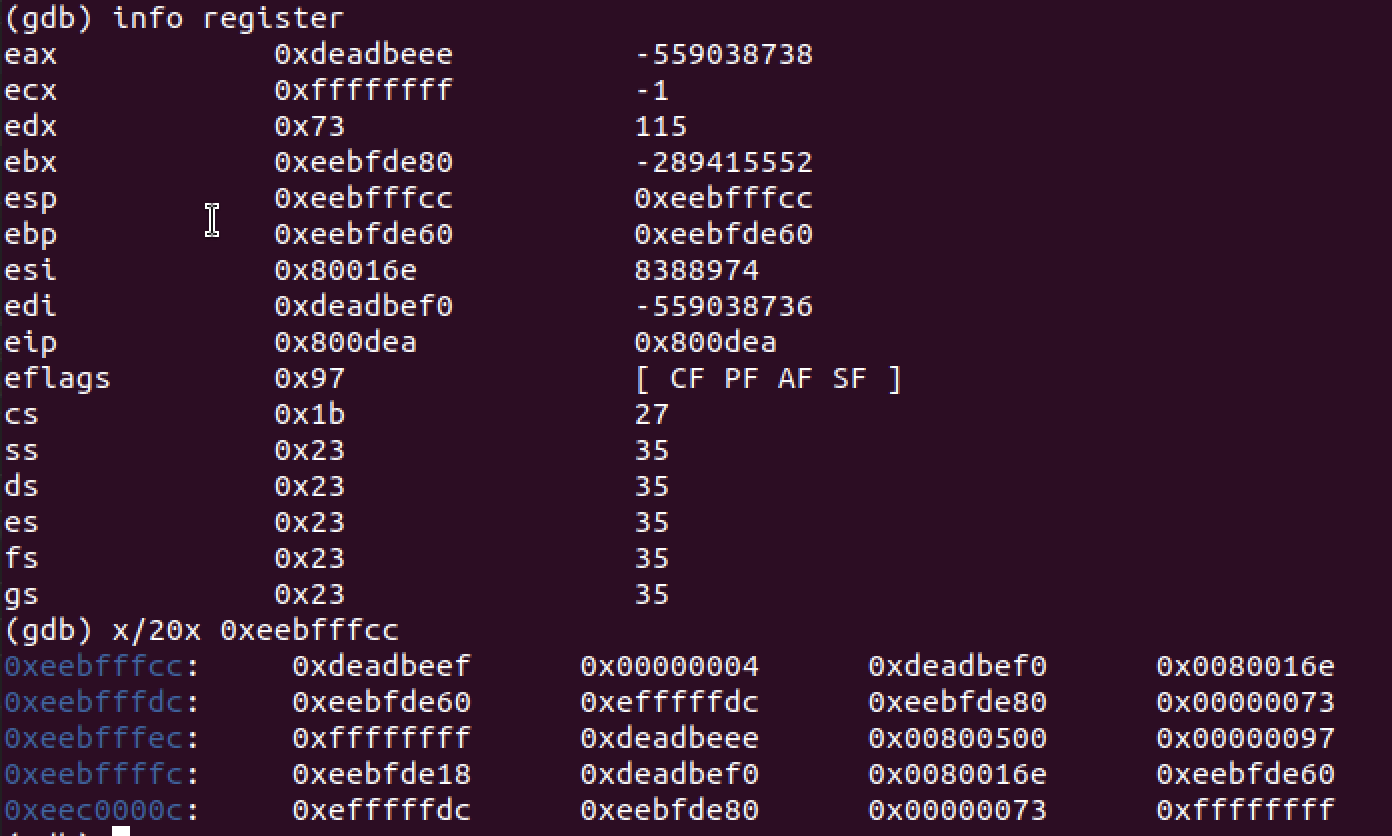 (gdb) info register
eax 0xdeadbeee -559038738
ecx 0xffffffff -1
edx 0x73 115
ebx 0xeebfde80 -289415552
esp 0xeebfffcc 0xeebfffcc
ebp 0xeebfde60 0xeebfde60
esi 0x80016e 8388974
edi 0xdeadbef0 -559038736
eip 0x800dea 0x800dea
eflags 0x97 [ CF PF AF SF ]
cs 0x1b 27
ss 0x23 35
ds 0x23 35
es 0x23 35
fs 0x23 35
gs 0x23 35
(gdb) x/20x 0xeebfffcc
0xeebfffcc: 0xdeadbeef 0x00000004 0xdeadbef0 0x0080016e
0xeebfffdc: 0xeebfde60 0xefffffdc 0xeebfde80 0x00000073
0xeebfffec: 0xffffffff 0xdeadbeee 0x00800500 0x00000097
0xeebffffc: 0xeebfde18 0xdeadbef0 0x0080016e 0xeebfde60
0xeec0000c: 0xefffffdc 0xeebfde80 0x00000073 0xffffffff